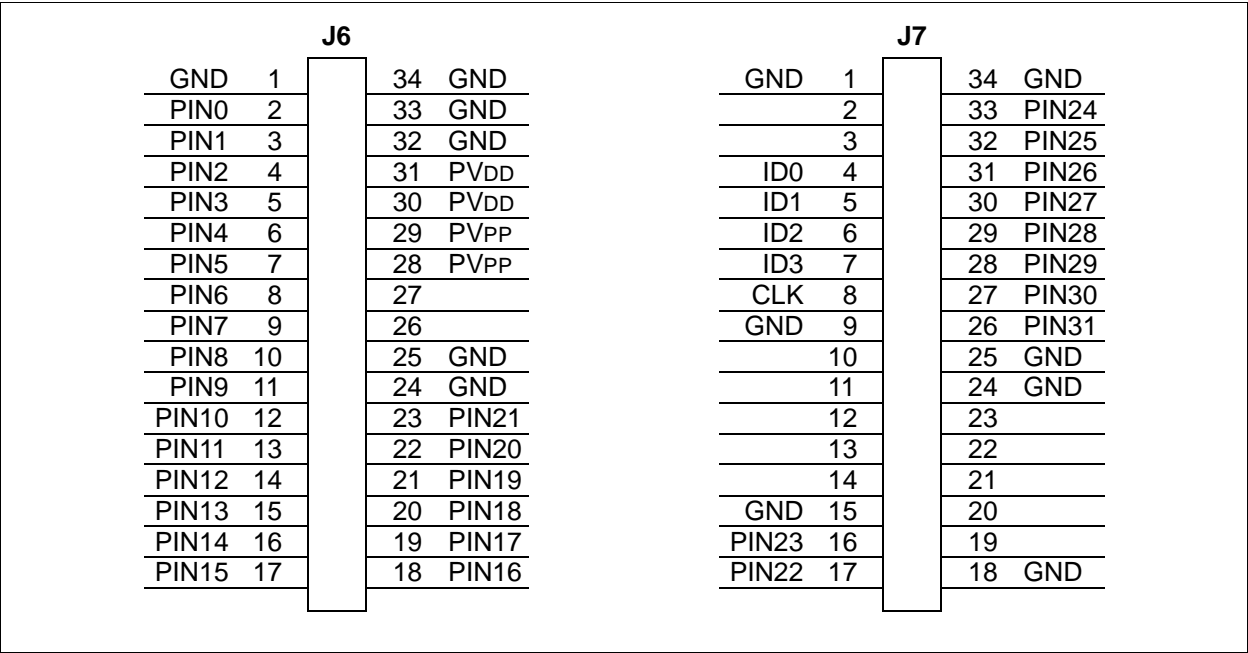 J6 J7
GND 1 34 GND GND 1 34 GND
PIN0 2 33 GND 2 33 PIN24
PIN1 3 32 GND 3 32 PIN25
PIN2 4 31 PVDD ID0 4 31 PIN26
PIN3 5 30 PVDD ID1 5 30 PIN27
PIN4 6 29 PVPP ID2 6 29 PIN28
PIN5 7 28 PVPP ID3 7 28 PIN29
PIN6 8 27 CLK 8 27 PIN30
PIN7 9 26 GND 9 26 PIN31
PIN8 10 25 GND 10 25 GND
PIN9 11 24 GND 11 24 GND
PIN10 12 23 PIN21 12 23
PIN11 13 22 PIN20 13 22
PIN12 14 21 PIN19 14 21
PIN13 15 20 PIN18 GND 15 20
PIN14 16 19 PIN17 PIN23 16 19
PIN15 17 18 PIN16 PIN22 17 18 GND